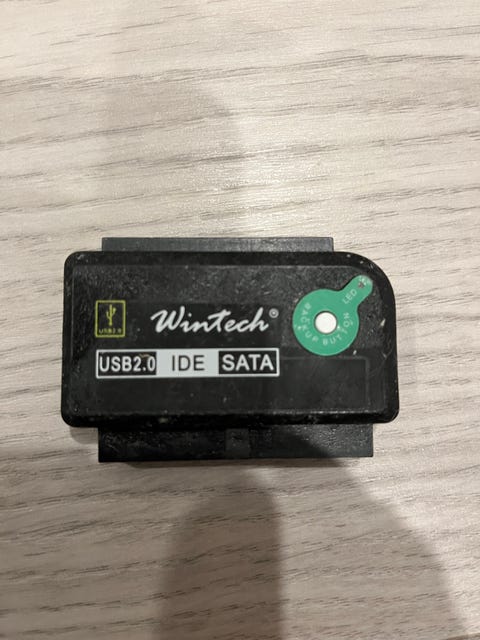 Wintech®
USB2.0
LED
BACKUP BUTTON
USB2.0 IDE SATA